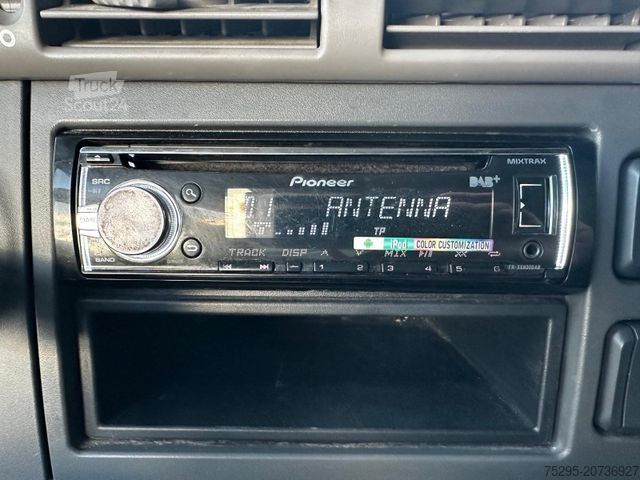 Truck
Scout24
Pioneer
DAB+
MIXTRAX
SRC
BAND
01 ANTENNA
TP
iPod COLOR CUSTOMIZATION
TRACK DISP MIX
1 2 3 4 5 6
75295-20736927